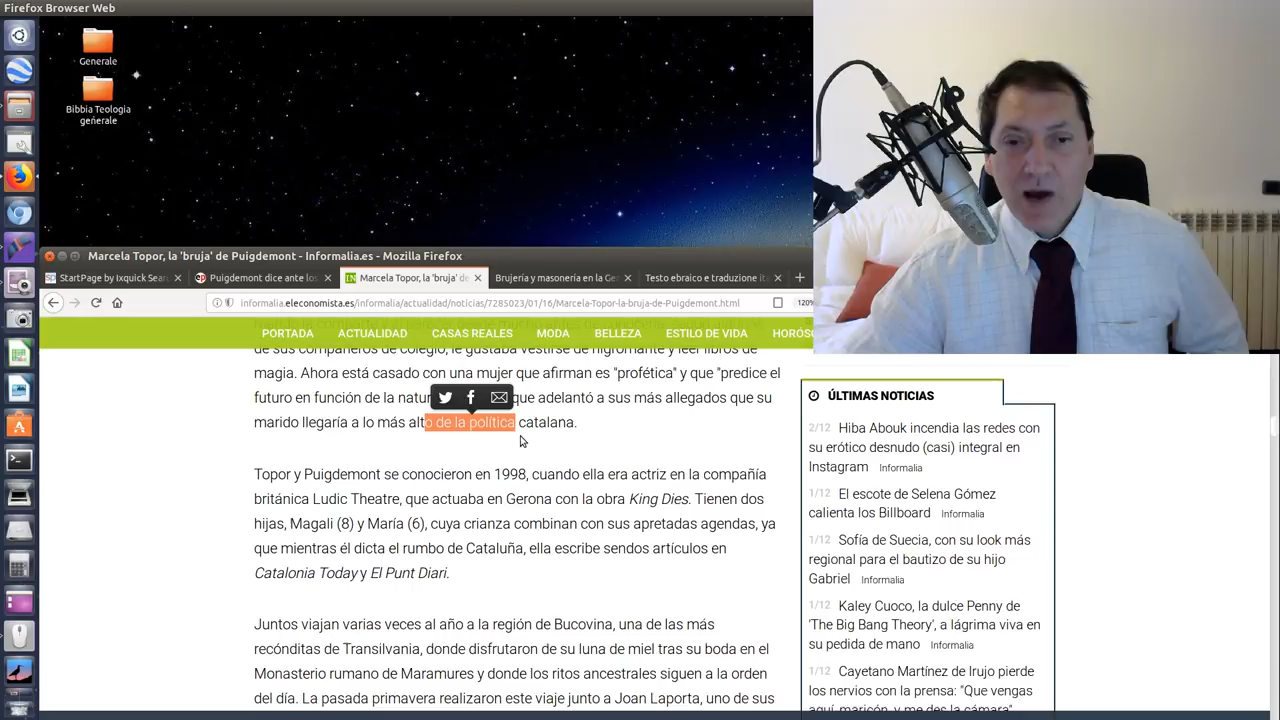 Firefox Browser Web
Generale
Bibbia Teologia
generale
Marcela Topor, la 'bruja' de Puigdemont - Informalia.es - Mozilla Firefox
StartPage by Ixquick Sear
Puigdemont dice ante los
Marcela Topor, la 'bruja' de
Brujería y masonería en la Ge
Testo ebraico e traduzione it
informalia.eleconomista.es/informalia/actualidad/noticias/7285023/01/16/Marcela-Topor-la-bruja-de-Puigdemont.html
120%
PORTADA ACTUALIDAD CASAS REALES MODA BELLEZA ESTILO DE VIDA HORÓS
de sus compañeros de colegio, le gustaba vestirse de nigromante y leer libros de
magia. Ahora está casado con una mujer que afirman es "profética" y que "predice el
futuro en función de la natur que adelantó a sus más allegados que su
marido llegaría a lo más alto de la política catalana.
Topor y Puigdemont se conocieron en 1998, cuando ella era actriz en la compañía
británica Ludic Theatre, que actuaba en Gerona con la obra King Dies. Tienen dos
hijas, Magali (8) y María (6), cuya crianza combinan con sus apretadas agendas, ya
que mientras él dicta el rumbo de Cataluña, ella escribe sendos artículos en
Catalonia Today y El Punt Diari.
Juntos viajan varias veces al año a la región de Bucovina, una de las más
recónditas de Transilvania, donde disfrutaron de su luna de miel tras su boda en el
Monasterio rumano de Maramures y donde los ritos ancestrales siguen a la orden
del día. La pasada primavera realizaron este viaje junto a Joan Laporta, uno de sus
ÚLTIMAS NOTICIAS
2/12 Hiba Abouk incendia las redes con
su erótico desnudo (casi) integral en
Instagram Informalia
1/12 El escote de Selena Gómez
calienta los Billboard Informalia
1/12 Sofía de Suecia, con su look más
regional para el bautizo de su hijo
Gabriel Informalia
1/12 Kaley Cuoco, la dulce Penny de
'The Big Bang Theory', a lágrima viva en
su pedida de mano Informalia
1/12 Cayetano Martínez de Irujo pierde
los nervios con la prensa: "Que vengas
aquí, maricón, y me des la cámara"